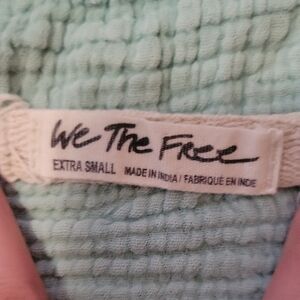 We The Free
EXTRA SMALL MADE IN INDIA / FABRIQUÉ EN INDE